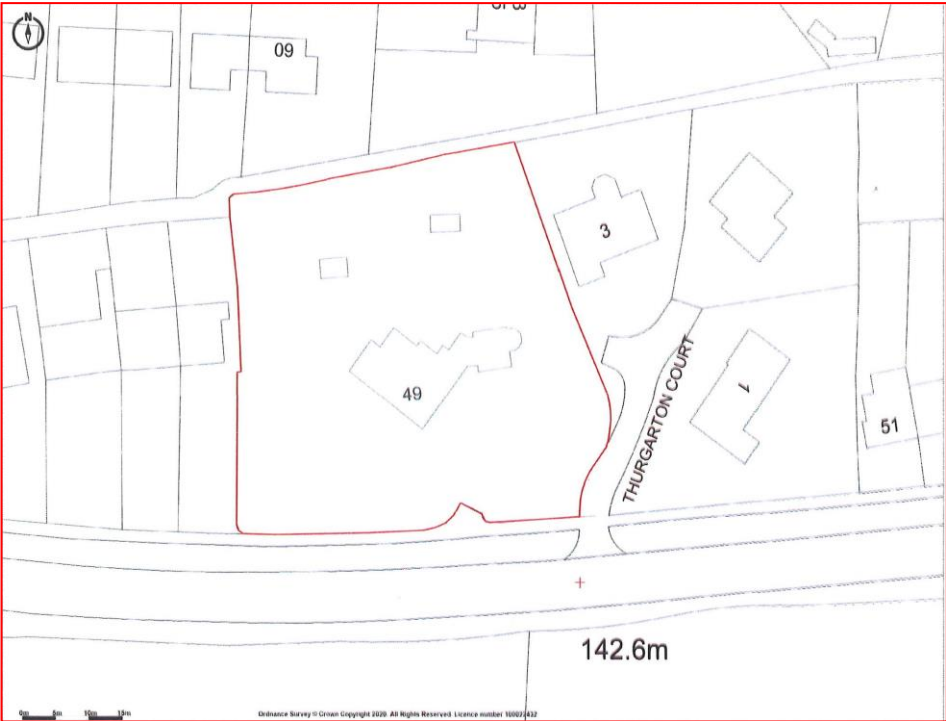 N
60
3
49
1
THURGARTON COURT
51
142.6m
0m 5m 10m 15m
Ordnance Survey © Crown Copyright 2020. All Rights Reserved. Licence number